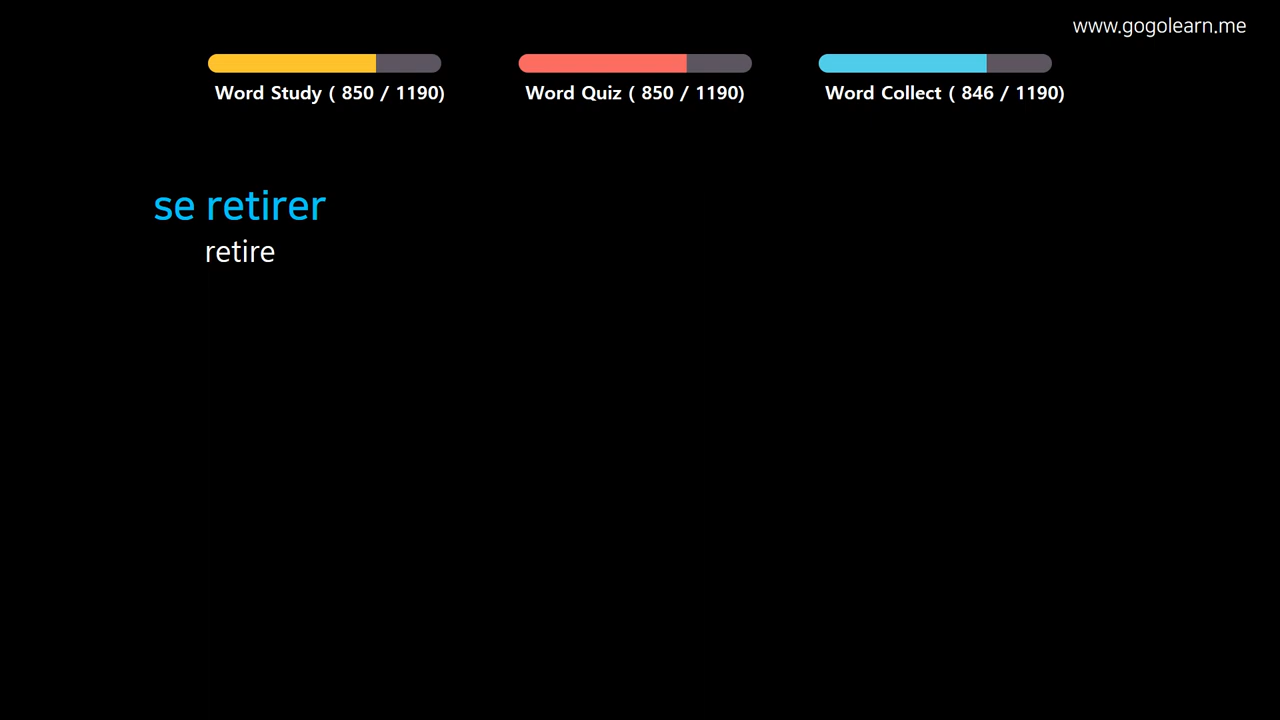 www.gogolearn.me
Word Study ( 850 / 1190)
Word Quiz ( 850 / 1190)
Word Collect ( 846 / 1190)
se retirer
retire